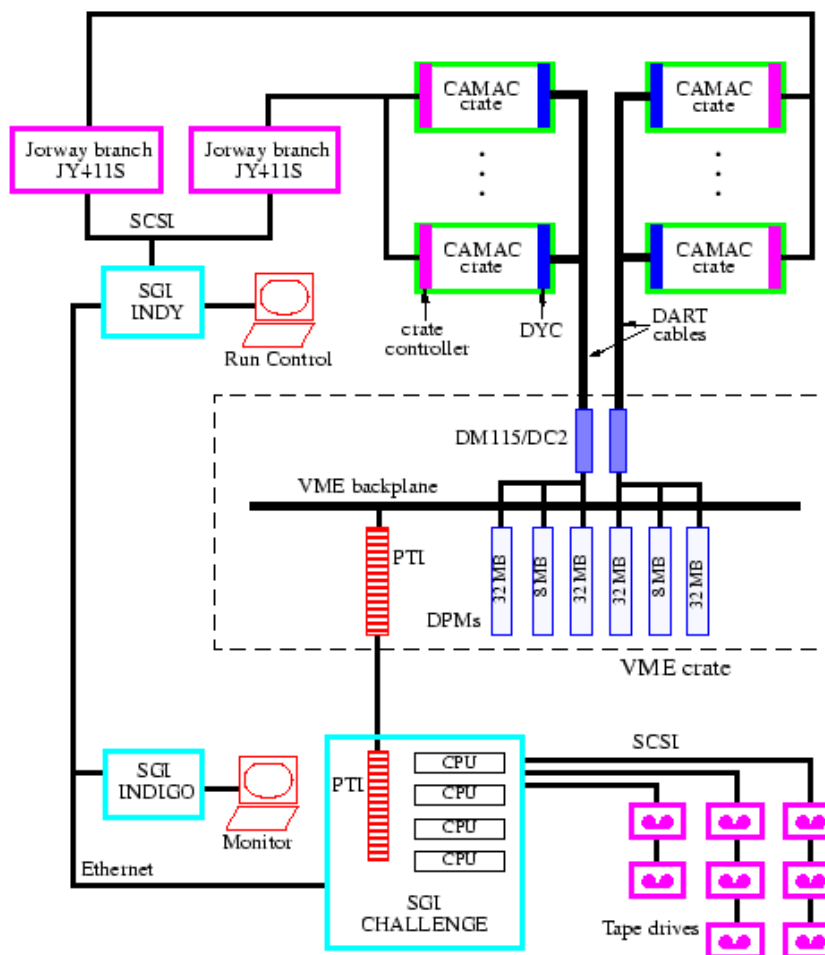 CAMAC
crate
CAMAC
crate
Jorway branch
JY411S
Jorway branch
JY411S
SCSI
CAMAC
crate
CAMAC
crate
SGI
INDY
Run Control
crate
controller
DYC
DART
cables
DM115/DC2
VME backplane
PTI
32 MB
8 MB
32 MB
32 MB
8 MB
32 MB
DPMs
VME crate
SCSI
SGI
INDIGO
Monitor
PTI
CPU
CPU
CPU
CPU
Ethernet
SGI
CHALLENGE
Tape drives